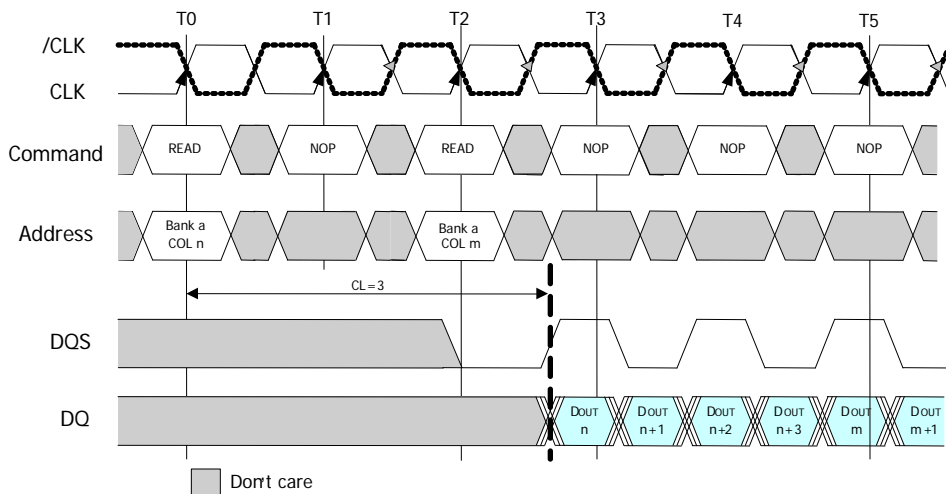 T0 T1 T2 T3 T4 T5
/CLK
CLK
Command READ NOP READ NOP NOP NOP
Address Bank a COL n Bank a COL m
CL=3
DQS
DQ DOUT n DOUT n+1 DOUT n+2 DOUT n+3 DOUT m DOUT m+1
Don't care